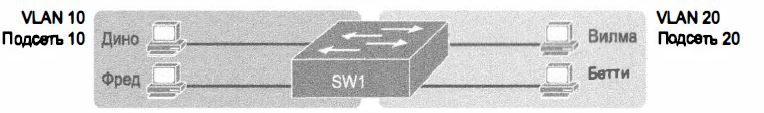 VLAN 10
Подсеть 10
Дино
Фред
SW1
VLAN 20
Подсеть 20
Вилма
Бетти